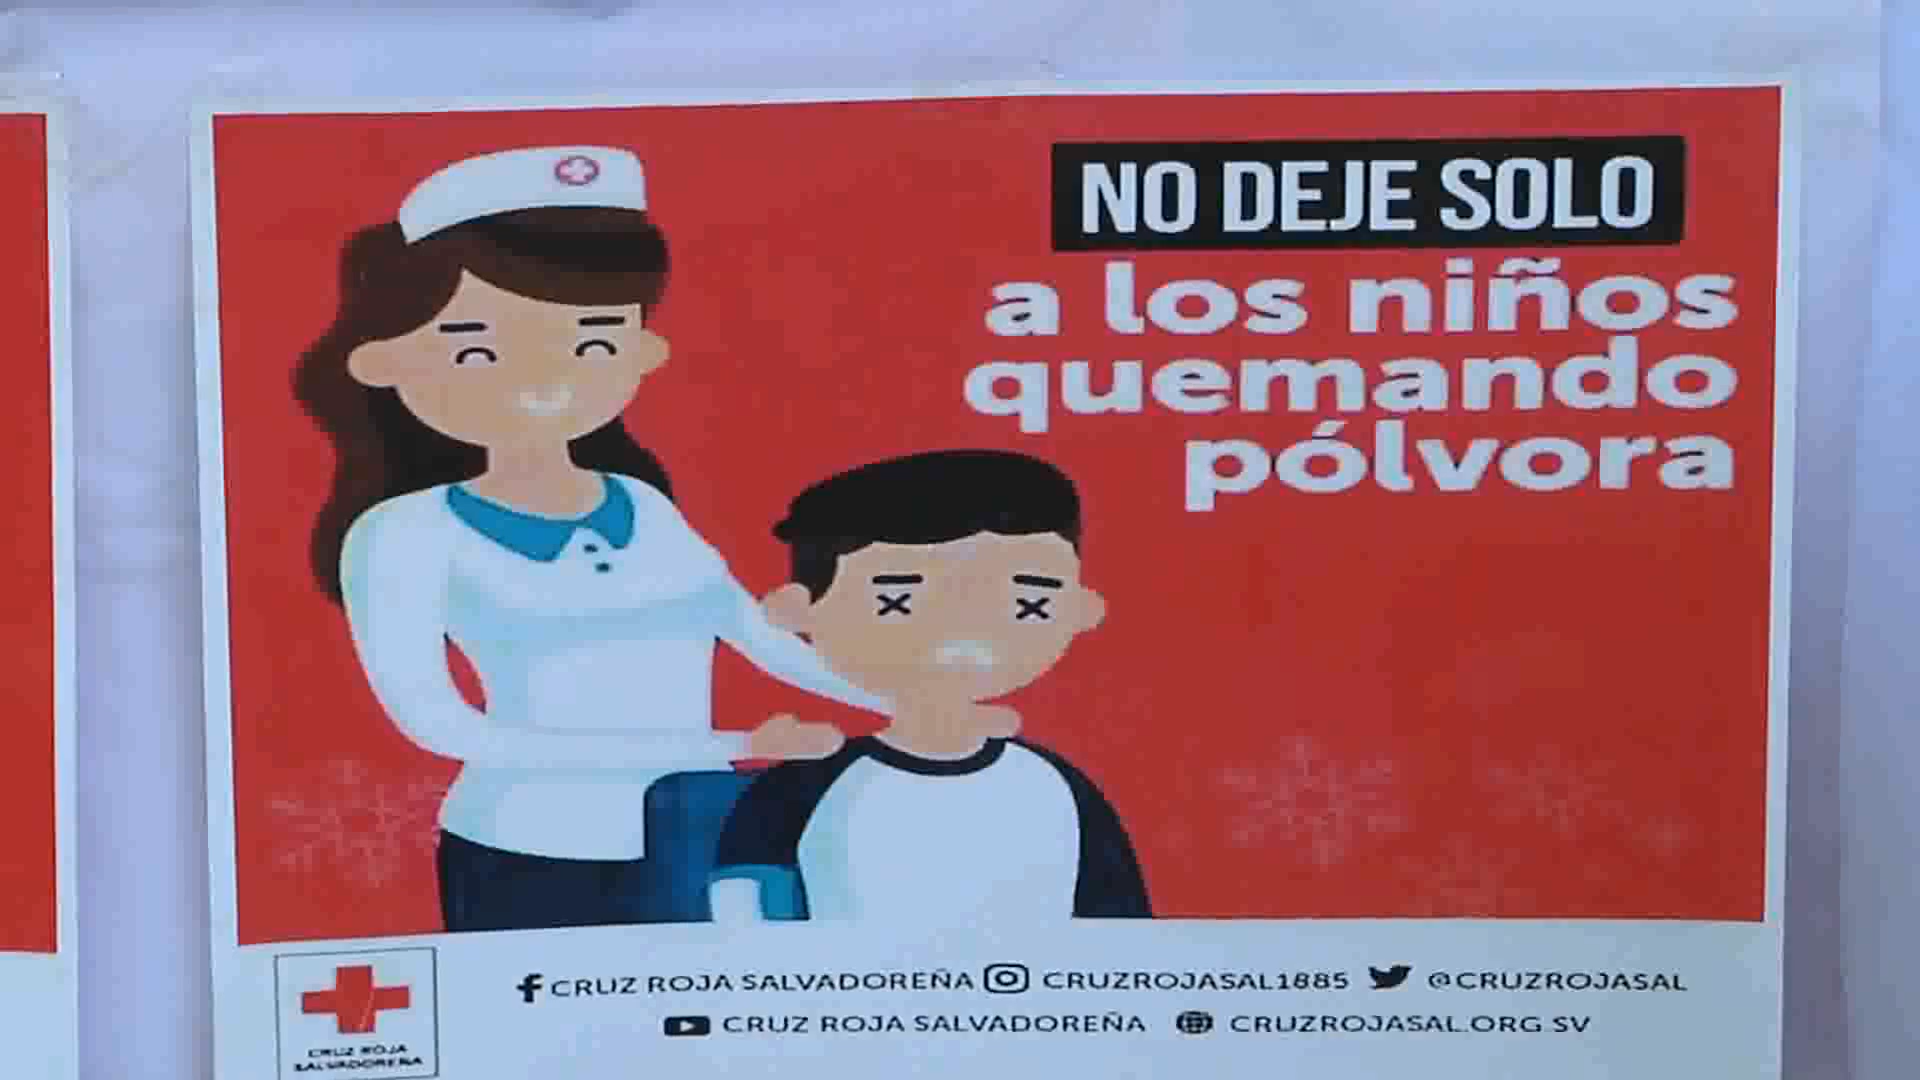 NO DEJE SOLO
a los niños
quemando
pólvora
CRUZ ROJA SALVADOREÑA CRUZROJASAL1885 @CRUZROJASAL
CRUZ ROJA SALVADOREÑA CRUZROJASAL.ORG.SV
CRUZ ROJA
SALVADOREÑA